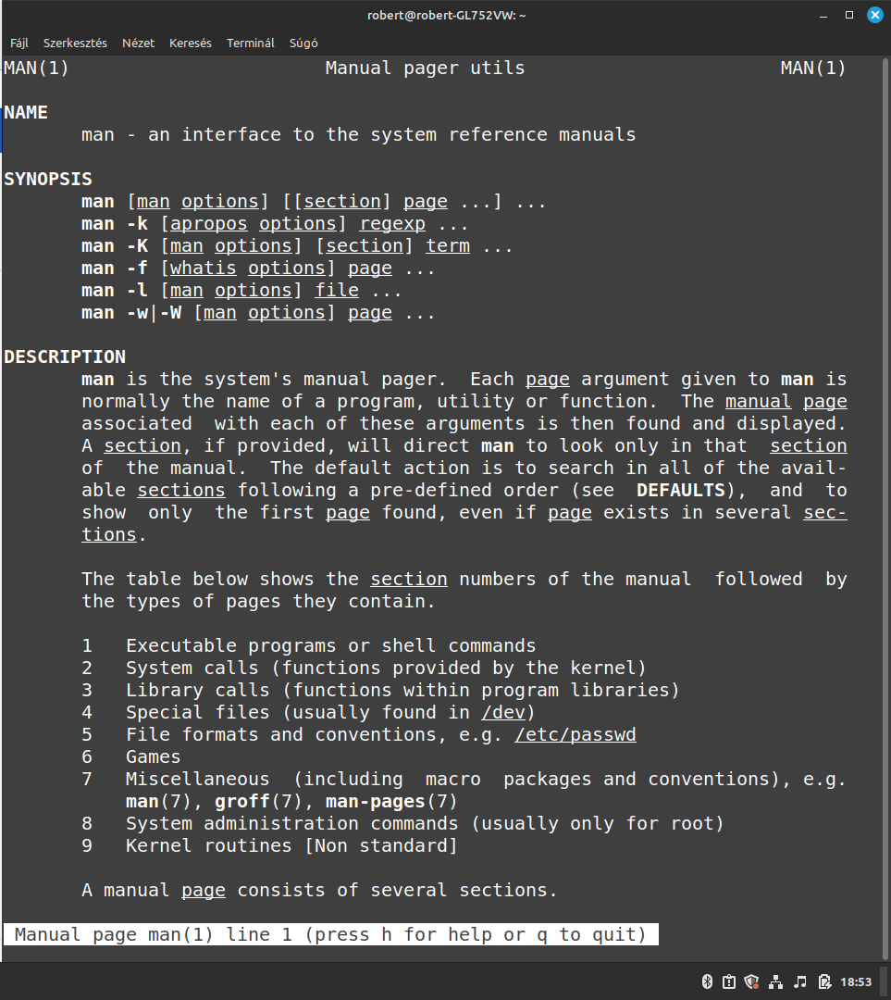 robert@robert-GL752VW: ~
Fájl Szerkesztés Nézet Keresés Terminál Súgó
MAN(1) Manual pager utils MAN(1)
NAME
man - an interface to the system reference manuals
SYNOPSIS
man [man options] [[section] page ...] ...
man -k [apropos options] regexp ...
man -K [man options] [section] term ...
man -f [whatis options] page ...
man -l [man options] file ...
man -w|-W [man options] page ...
DESCRIPTION
man is the system's manual pager.  Each page argument given to man is
normally the name of a program, utility or function.  The manual page
associated  with each of these arguments is then found and displayed.
A section, if provided, will direct man to look only in that  section
of  the manual.  The default action is to search in all of the avail-
able sections following a pre-defined order (see  DEFAULTS),  and  to
show  only  the first page found, even if page exists in several sec-
tions.
The table below shows the section numbers of the manual  followed  by
the types of pages they contain.
1   Executable programs or shell commands
2   System calls (functions provided by the kernel)
3   Library calls (functions within program libraries)
4   Special files (usually found in /dev)
5   File formats and conventions, e.g. /etc/passwd
6   Games
7   Miscellaneous  (including  macro  packages and conventions), e.g.
man(7), groff(7), man-pages(7)
8   System administration commands (usually only for root)
9   Kernel routines [Non standard]
A manual page consists of several sections.
Manual page man(1) line 1 (press h for help or q to quit)
18:53